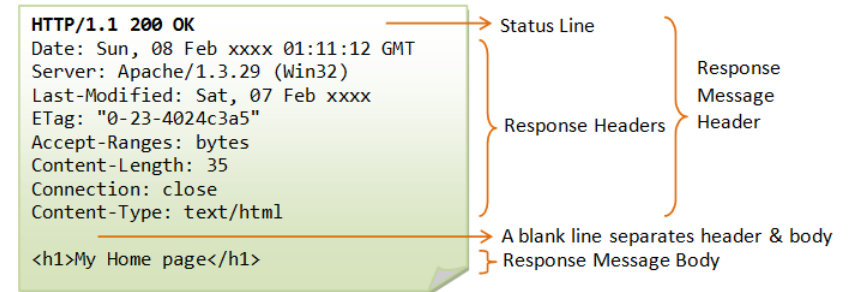 HTTP/1.1 200 OK
Date: Sun, 08 Feb xxxx 01:11:12 GMT
Server: Apache/1.3.29 (Win32)
Last-Modified: Sat, 07 Feb xxxx
ETag: "0-23-4024c3a5"
Accept-Ranges: bytes
Content-Length: 35
Connection: close
Content-Type: text/html
<h1>My Home page</h1>
Status Line
Response Headers
Response
Message
Header
A blank line separates header & body
Response Message Body